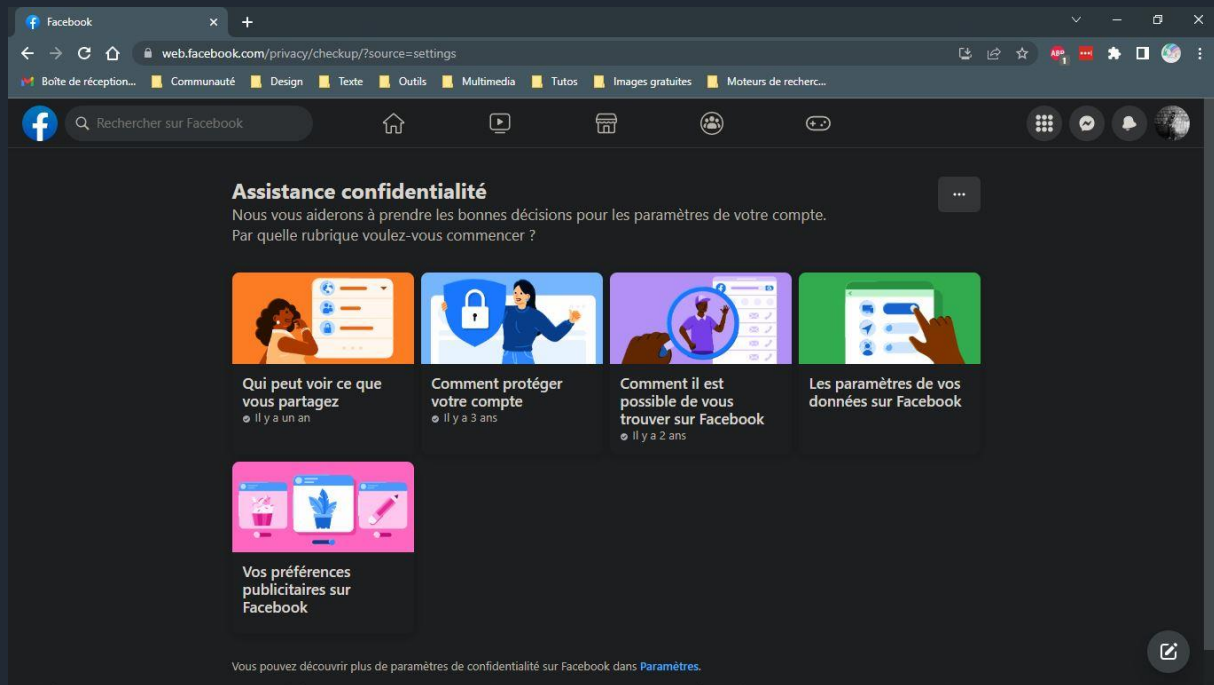 Facebook
web.facebook.com/privacy/checkup/?source=settings
ABP
1
Boîte de réception... Communauté Design Texte Outils Multimedia Tutos Images gratuites Moteurs de recherc...
Rechercher sur Facebook
Assistance confidentialité
Nous vous aiderons à prendre les bonnes décisions pour les paramètres de votre compte.
Par quelle rubrique voulez-vous commencer ?
Qui peut voir ce que
vous partagez
Il y a un an
Comment protéger
votre compte
Il y a 3 ans
Comment il est
possible de vous
trouver sur Facebook
Il y a 2 ans
Les paramètres de vos
données sur Facebook
Vos préférences
publicitaires sur
Facebook
Vous pouvez découvrir plus de paramètres de confidentialité sur Facebook dans Paramètres.